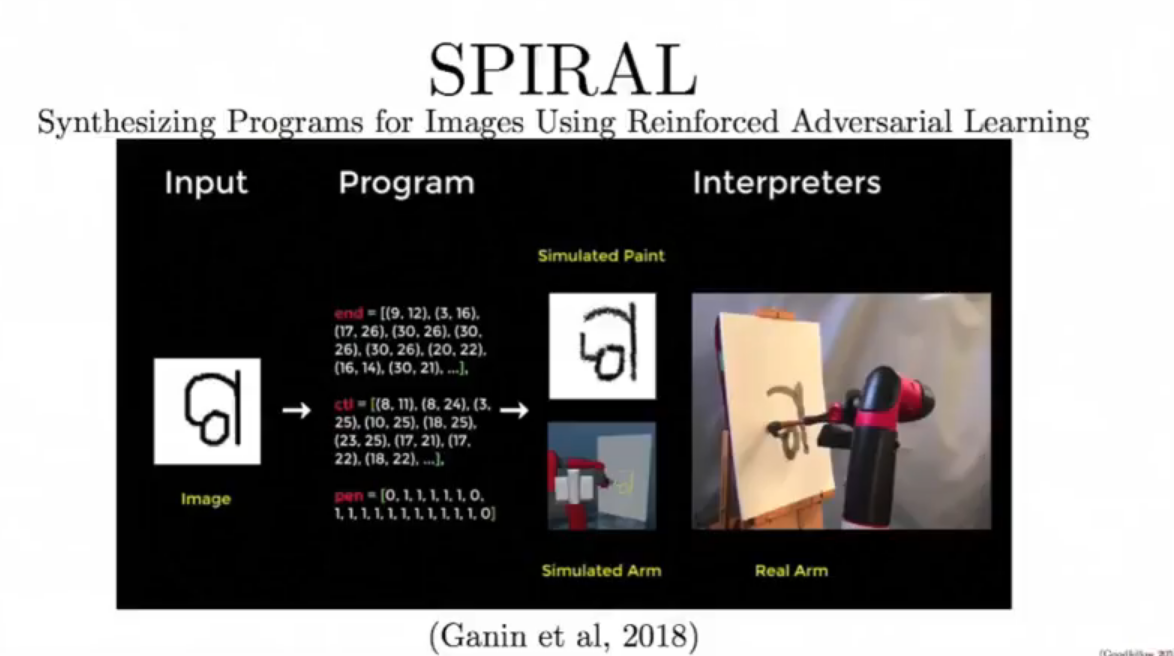 SPIRAL
Synthesizing Programs for Images Using Reinforced Adversarial Learning
Input
Program
Interpreters
Simulated Paint
end = [(9, 12), (3, 16),
(17, 26), (30, 26), (30,
26), (30, 26), (20, 22),
(16, 14), (30, 21), ...],
ctl = [(8, 11), (8, 24), (3,
25), (10, 25), (18, 25),
(23, 25), (17, 21), (17,
22), (18, 22), ...],
pen = [0, 1, 1, 1, 1, 1, 0,
1, 1, 1, 1, 1, 1, 1, 1, 1, 1, 0]
Image
Simulated Arm
Real Arm
(Ganin et al, 2018)